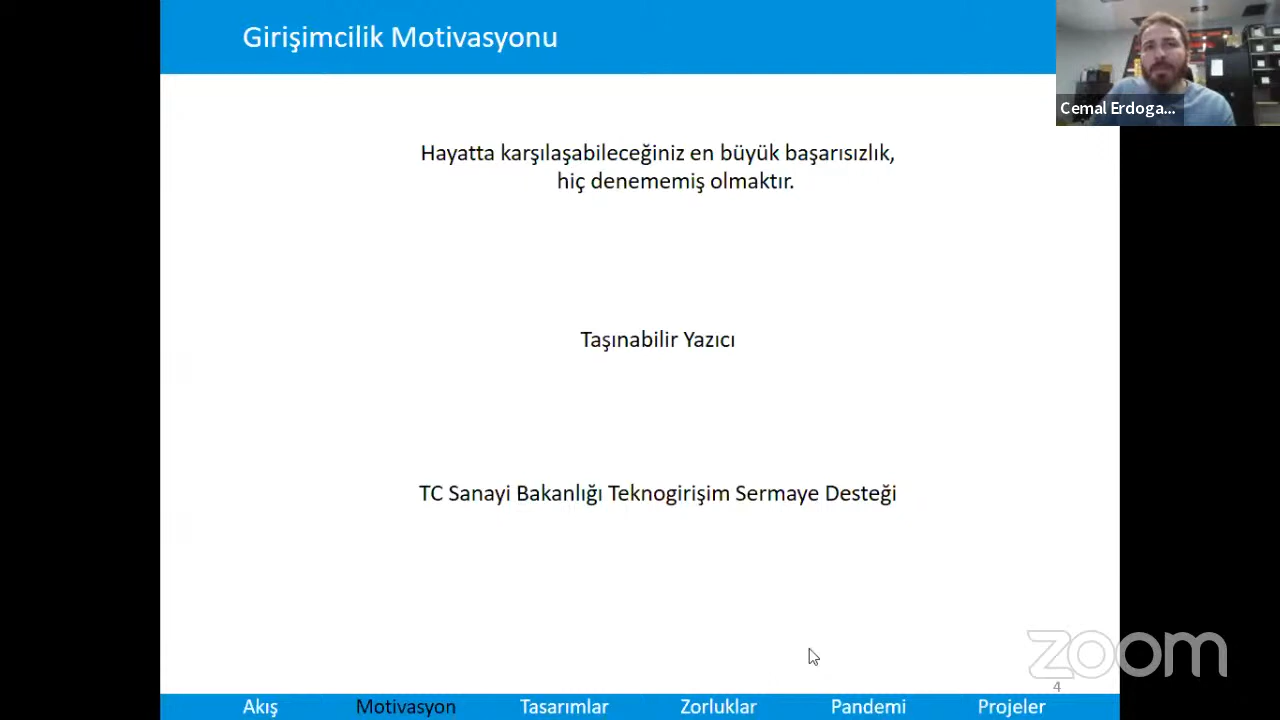 Girişimcilik Motivasyonu
Cemal Erdoga...
Hayatta karşılaşabileceğiniz en büyük başarısızlık,
hiç denememiş olmaktır.
Taşınabilir Yazıcı
TC Sanayi Bakanlığı Teknogirişim Sermaye Desteği
zoom
4
Akış Motivasyon Tasarımlar Zorluklar Pandemi Projeler